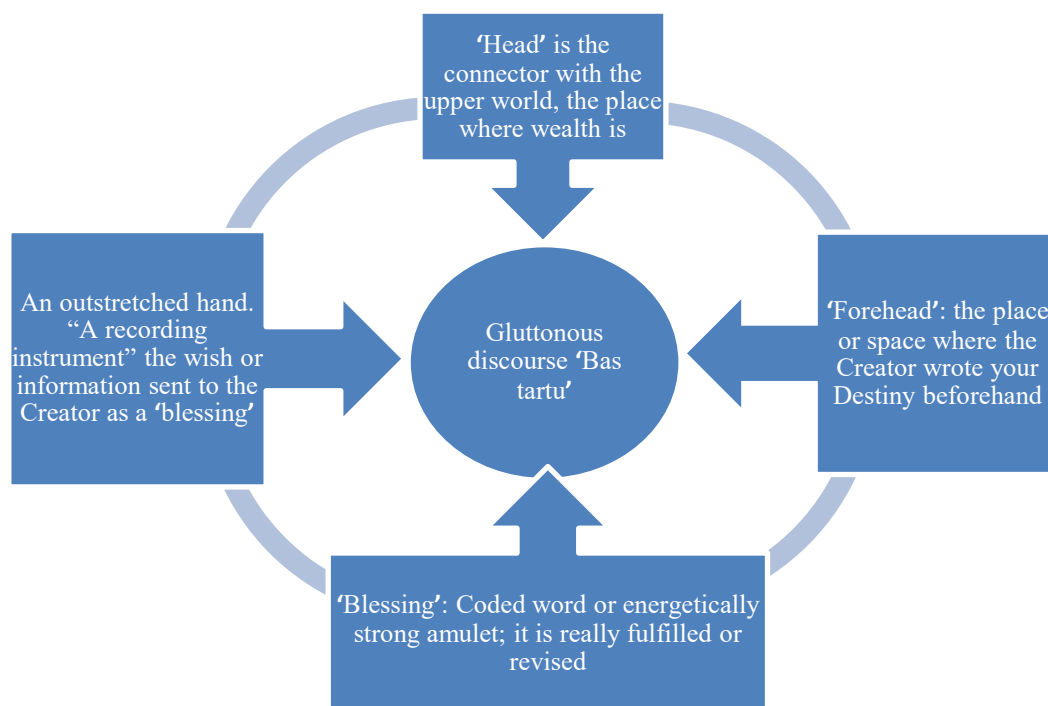 ‘Head’ is the
connector with the
upper world, the place
where wealth is
An outstretched hand.
“A recording
instrument” the wish or
information sent to the
Creator as a ‘blessing’
Gluttonous
discourse ‘Bas
tartu’
‘Forehead’: the place
or space where the
Creator wrote your
Destiny beforehand
‘Blessing’: Coded word or energetically
strong amulet; it is really fulfilled or
revised